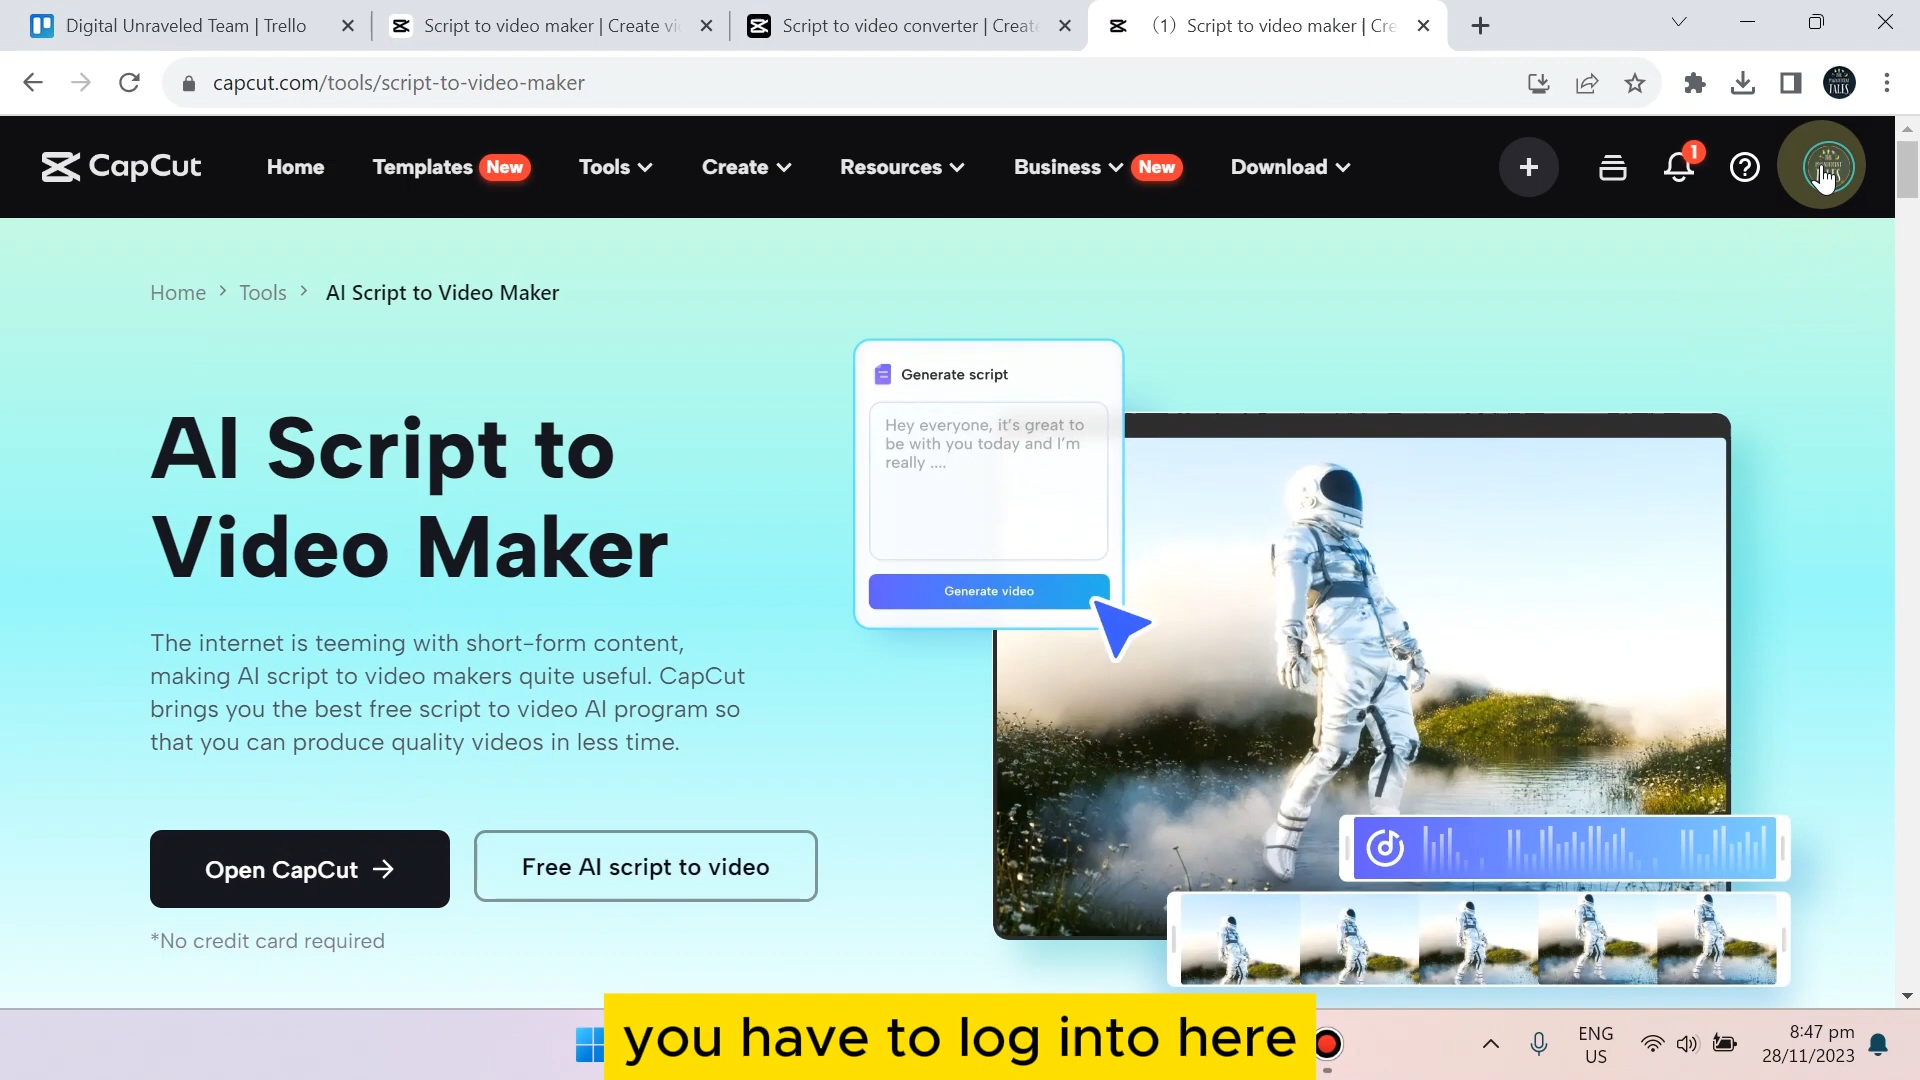 Digital Unraveled Team | Trello
Script to video maker | Create vi
Script to video converter | Create
(1) Script to video maker | Cre
capcut.com/tools/script-to-video-maker
CapCut
Home
Templates New
Tools
Create
Resources
Business New
Download
1
Home > Tools > AI Script to Video Maker
Generate script
Hey everyone, it's great to
be with you today and I'm
really ....
Generate video
AI Script to
Video Maker
The internet is teeming with short-form content,
making AI script to video makers quite useful. CapCut
brings you the best free script to video AI program so
that you can produce quality videos in less time.
Open CapCut →
Free AI script to video
*No credit card required
you have to log into here
ENG
US
8:47 pm
28/11/2023